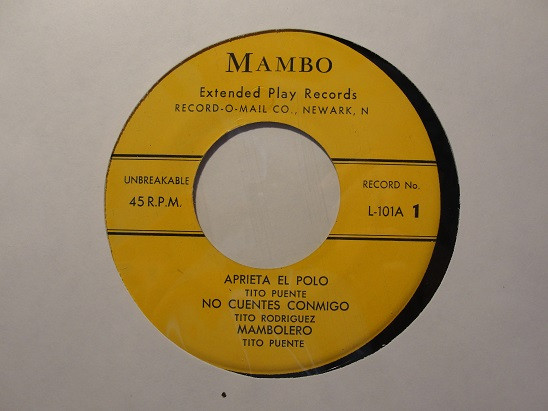 MAMBO
Extended Play Records
RECORD-O-MAIL CO., NEWARK, N
UNBREAKABLE
45 R.P.M.
RECORD No.
L-101A 1
APRIETA EL POLO
TITO PUENTE
NO CUENTES CONMIGO
TITO RODRIGUEZ
MAMBOLERO
TITO PUENTE